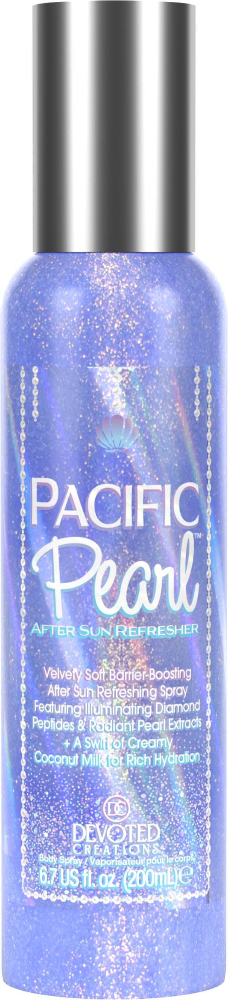 PACIFIC
Pearl™
AFTER SUN REFRESHER
Velvety Soft Barrier-Boosting
After Sun Refreshing Spray
Featuring Illuminating Diamond
Peptides & Radiant Pearl Extracts
+ A Swirl of Creamy
Coconut Milk for Rich Hydration
DC
DEVOTED
CREATIONS
Body Spray / Vaporisateur pour le corps
6.7 US fl. oz. (200mL)℮